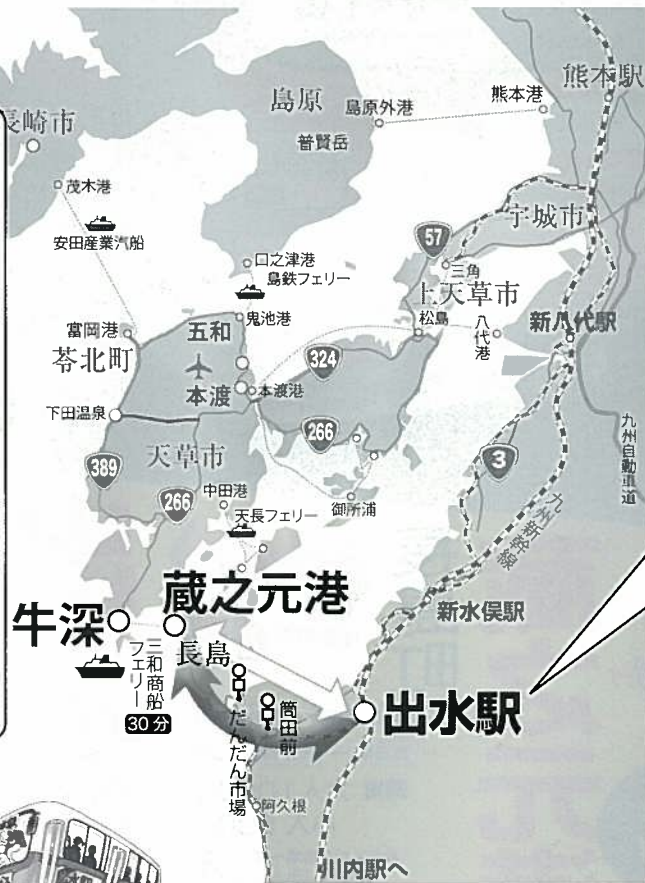 熊本駅
島原
島原外港
熊本港
長崎市
普賢岳
茂木港
宇城市
安田産業汽船
57
口之津港
島鉄フェリー
三角
上天草市
鬼池港
松島
八代港
新八代駅
富岡港
五和
苓北町
324
本渡
本渡港
下田温泉
266
九州自動車道
389
天草市
3
266
中田港
御所浦
天長フェリー
九州新幹線
蔵之元港
新水俣駅
牛深
長島
三和商船
フェリー
30分
だんだん市場
筒田前
出水駅
阿久根
川内駅へ